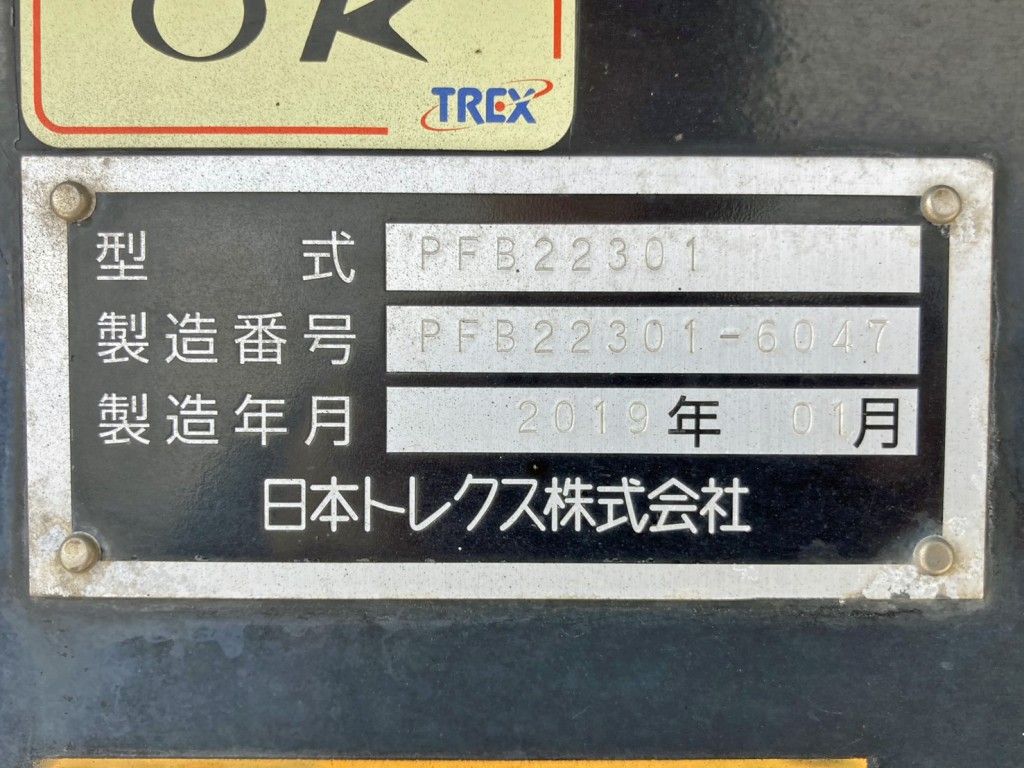 OK
TREX
型式 PFB22301
製造番号 PFB22301-6047
製造年月 2019年 01月
日本トレクス株式会社